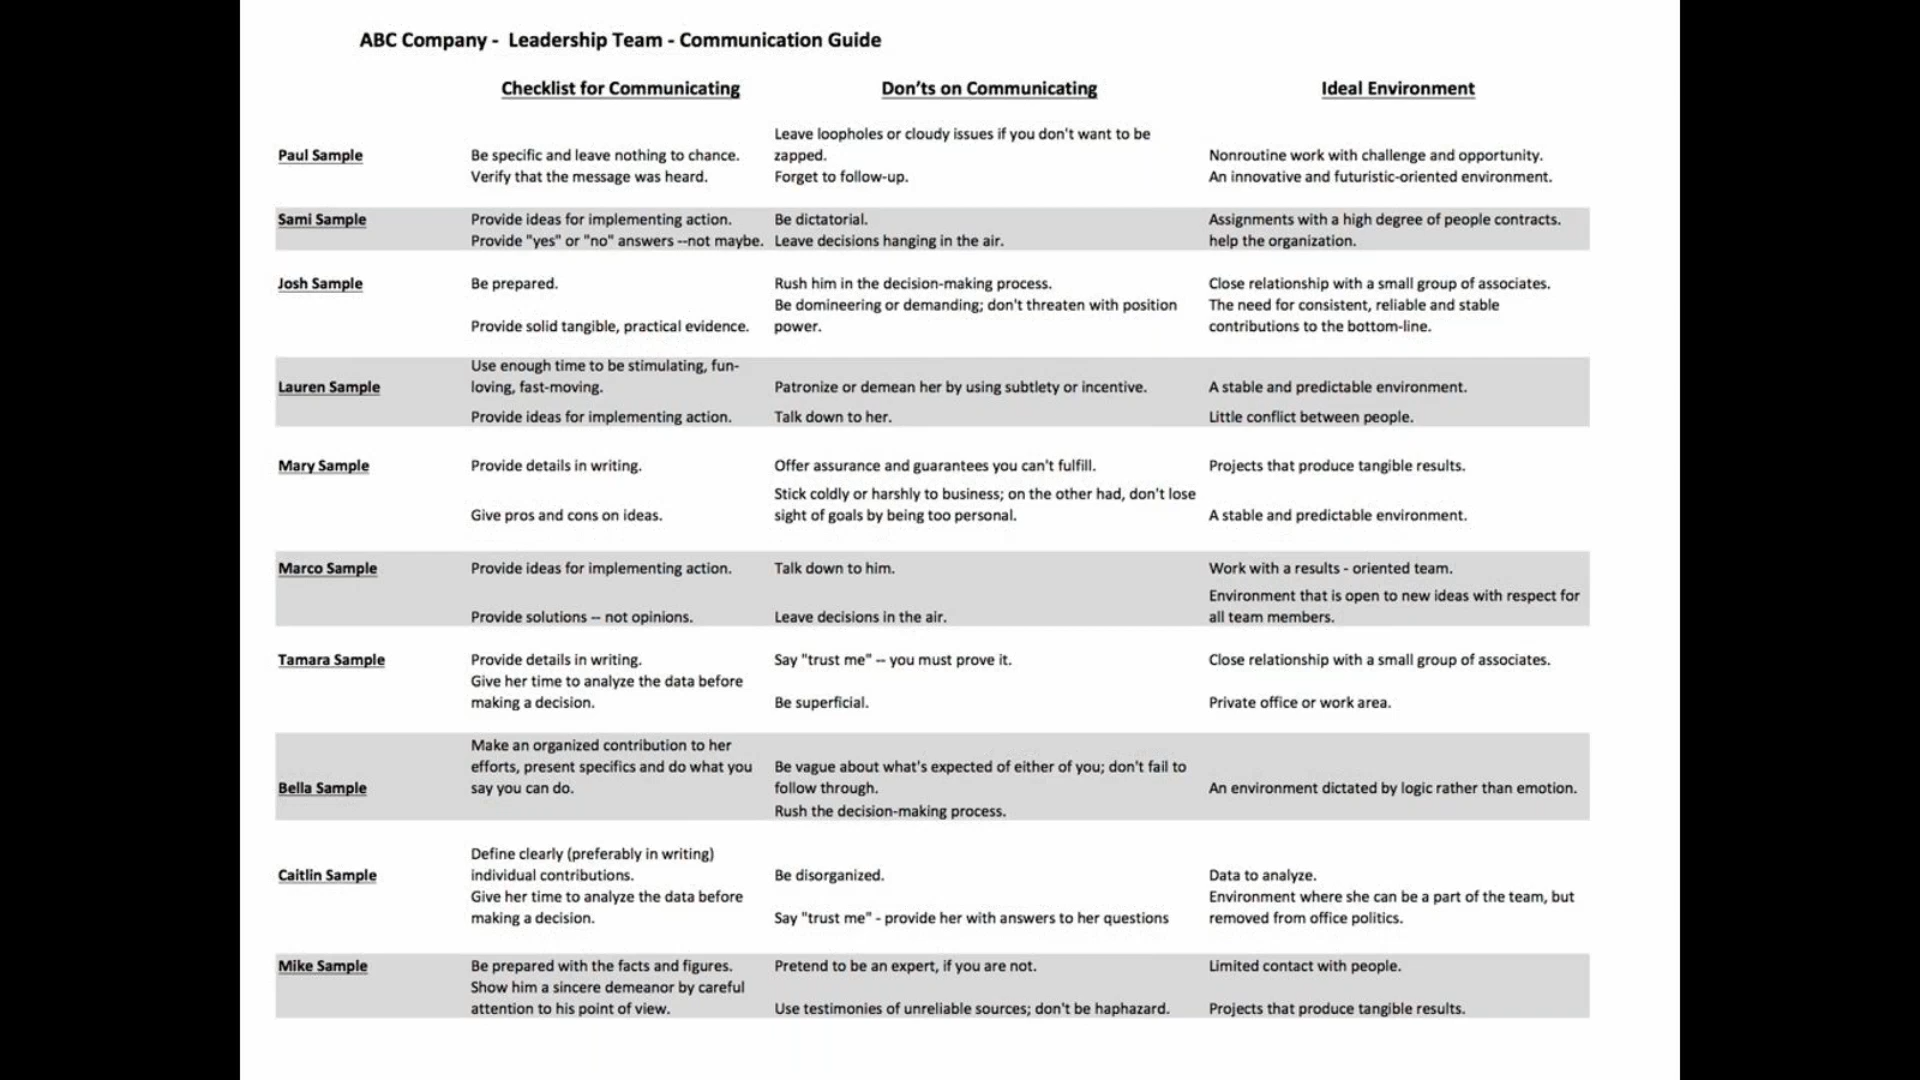 ABC Company -  Leadership Team - Communication Guide
Checklist for Communicating
Don'ts on Communicating
Ideal Environment
Paul Sample
Be specific and leave nothing to chance.
Verify that the message was heard.
Leave loopholes or cloudy issues if you don't want to be
zapped.
Forget to follow-up.
Nonroutine work with challenge and opportunity.
An innovative and futuristic-oriented environment.
Sami Sample
Provide ideas for implementing action.
Provide "yes" or "no" answers --not maybe.
Be dictatorial.
Leave decisions hanging in the air.
Assignments with a high degree of people contracts.
help the organization.
Josh Sample
Be prepared.
Provide solid tangible, practical evidence.
Rush him in the decision-making process.
Be domineering or demanding; don't threaten with position
power.
Close relationship with a small group of associates.
The need for consistent, reliable and stable
contributions to the bottom-line.
Lauren Sample
Use enough time to be stimulating, fun-
loving, fast-moving.
Provide ideas for implementing action.
Patronize or demean her by using subtlety or incentive.
Talk down to her.
A stable and predictable environment.
Little conflict between people.
Mary Sample
Provide details in writing.
Give pros and cons on ideas.
Offer assurance and guarantees you can't fulfill.
Stick coldly or harshly to business; on the other had, don't lose
sight of goals by being too personal.
Projects that produce tangible results.
A stable and predictable environment.
Marco Sample
Provide ideas for implementing action.
Provide solutions -- not opinions.
Talk down to him.
Leave decisions in the air.
Work with a results - oriented team.
Environment that is open to new ideas with respect for
all team members.
Tamara Sample
Provide details in writing.
Give her time to analyze the data before
making a decision.
Say "trust me" -- you must prove it.
Be superficial.
Close relationship with a small group of associates.
Private office or work area.
Bella Sample
Make an organized contribution to her
efforts, present specifics and do what you
say you can do.
Be vague about what's expected of either of you; don't fail to
follow through.
Rush the decision-making process.
An environment dictated by logic rather than emotion.
Caitlin Sample
Define clearly (preferably in writing)
individual contributions.
Give her time to analyze the data before
making a decision.
Be disorganized.
Say "trust me" - provide her with answers to her questions
Data to analyze.
Environment where she can be a part of the team, but
removed from office politics.
Mike Sample
Be prepared with the facts and figures.
Show him a sincere demeanor by careful
attention to his point of view.
Pretend to be an expert, if you are not.
Use testimonies of unreliable sources; don't be haphazard.
Limited contact with people.
Projects that produce tangible results.